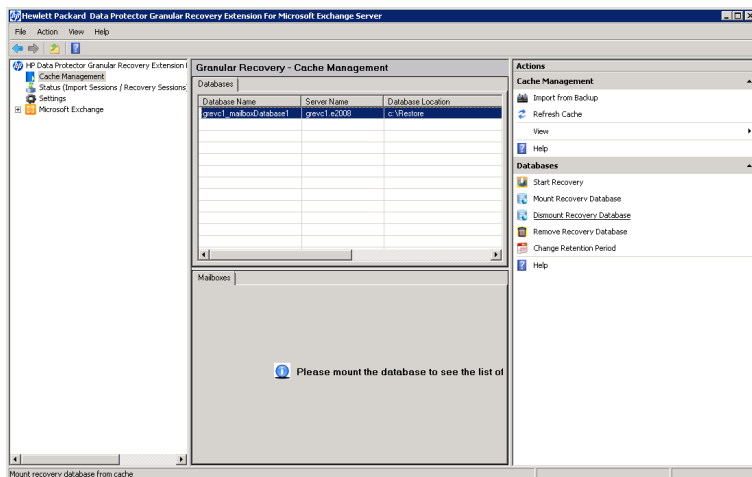 Hewlett Packard Data Protector Granular Recovery Extension For Microsoft Exchange Server
File Action View Help
HP Data Protector Granular Recovery Extension
Cache Management
Status (Import Sessions / Recovery Sessions
Settings
Microsoft Exchange
Granular Recovery - Cache Management
Databases
Database Name Server Name Database Location
grevc1_mailboxDatabase1 grevc1.e2008 c:\Restore
Mailboxes
Please mount the database to see the list of
Actions
Cache Management
Import from Backup
Refresh Cache
View
Help
Databases
Start Recovery
Mount Recovery Database
Dismount Recovery Database
Remove Recovery Database
Change Retention Period
Help
Mount recovery database from cache